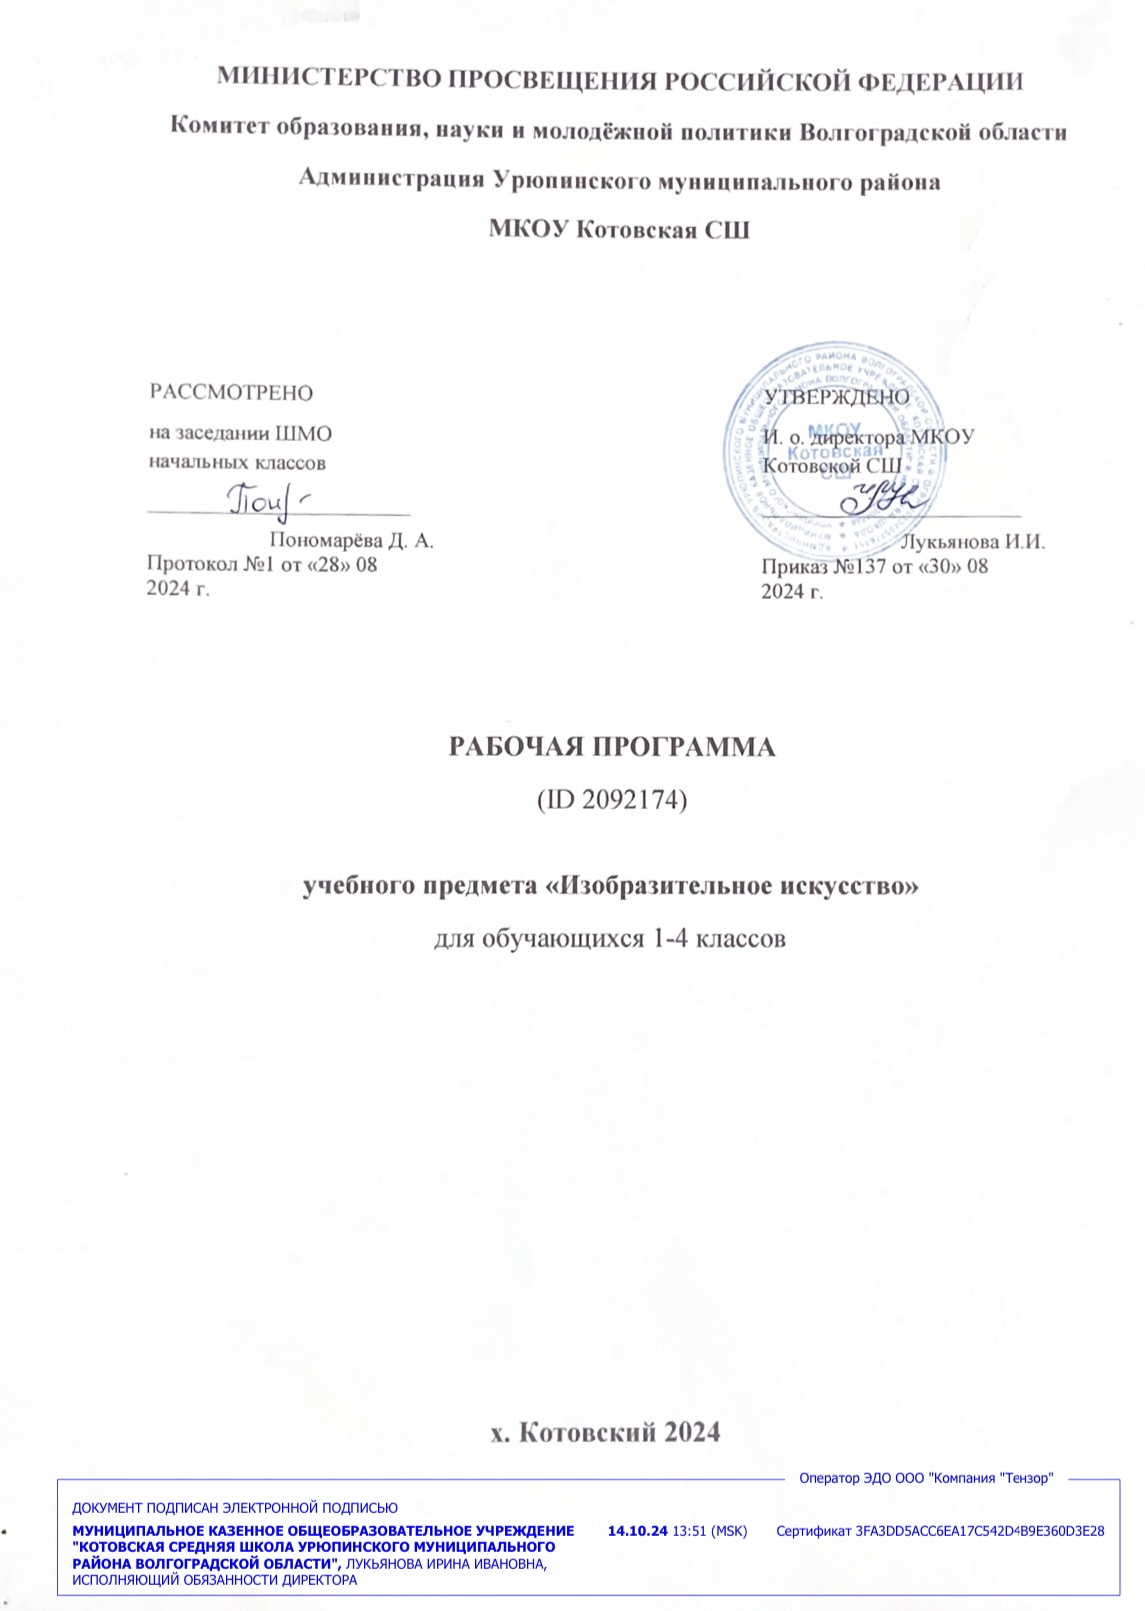 МИНИСТЕРСТВО ПРОСВЕЩЕНИЯ РОССИЙСКОЙ ФЕДЕРАЦИИ
Комитет образования, науки и молодёжной политики Волгоградской области
Администрация Урюпинского муниципального района
МКОУ Котовская СШ
РАССМОТРЕНО
на заседании ШМО
начальных классов
Пономарёва Д. А.
Протокол №1 от «28» 08
2024 г.
УТВЕРЖДЕНО
И. о. директора МКОУ
Котовской СШ
Лукьянова И.И.
Приказ №137 от «30» 08
2024 г.
МКОУ
Котовская
СШ
РАБОЧАЯ ПРОГРАММА
(ID 2092174)
учебного предмета «Изобразительное искусство»
для обучающихся 1-4 классов
х. Котовский 2024
Оператор ЭДО ООО "Компания "Тензор"
ДОКУМЕНТ ПОДПИСАН ЭЛЕКТРОННОЙ ПОДПИСЬЮ
МУНИЦИПАЛЬНОЕ КАЗЕННОЕ ОБЩЕОБРАЗОВАТЕЛЬНОЕ УЧРЕЖДЕНИЕ
"КОТОВСКАЯ СРЕДНЯЯ ШКОЛА УРЮПИНСКОГО МУНИЦИПАЛЬНОГО
РАЙОНА ВОЛГОГРАДСКОЙ ОБЛАСТИ", ЛУКЬЯНОВА ИРИНА ИВАНОВНА,
ИСПОЛНЯЮЩИЙ ОБЯЗАННОСТИ ДИРЕКТОРА
14.10.24 13:51 (MSK)
Сертификат 3FA3DD5ACC6EA17C542D4B9E360D3E28